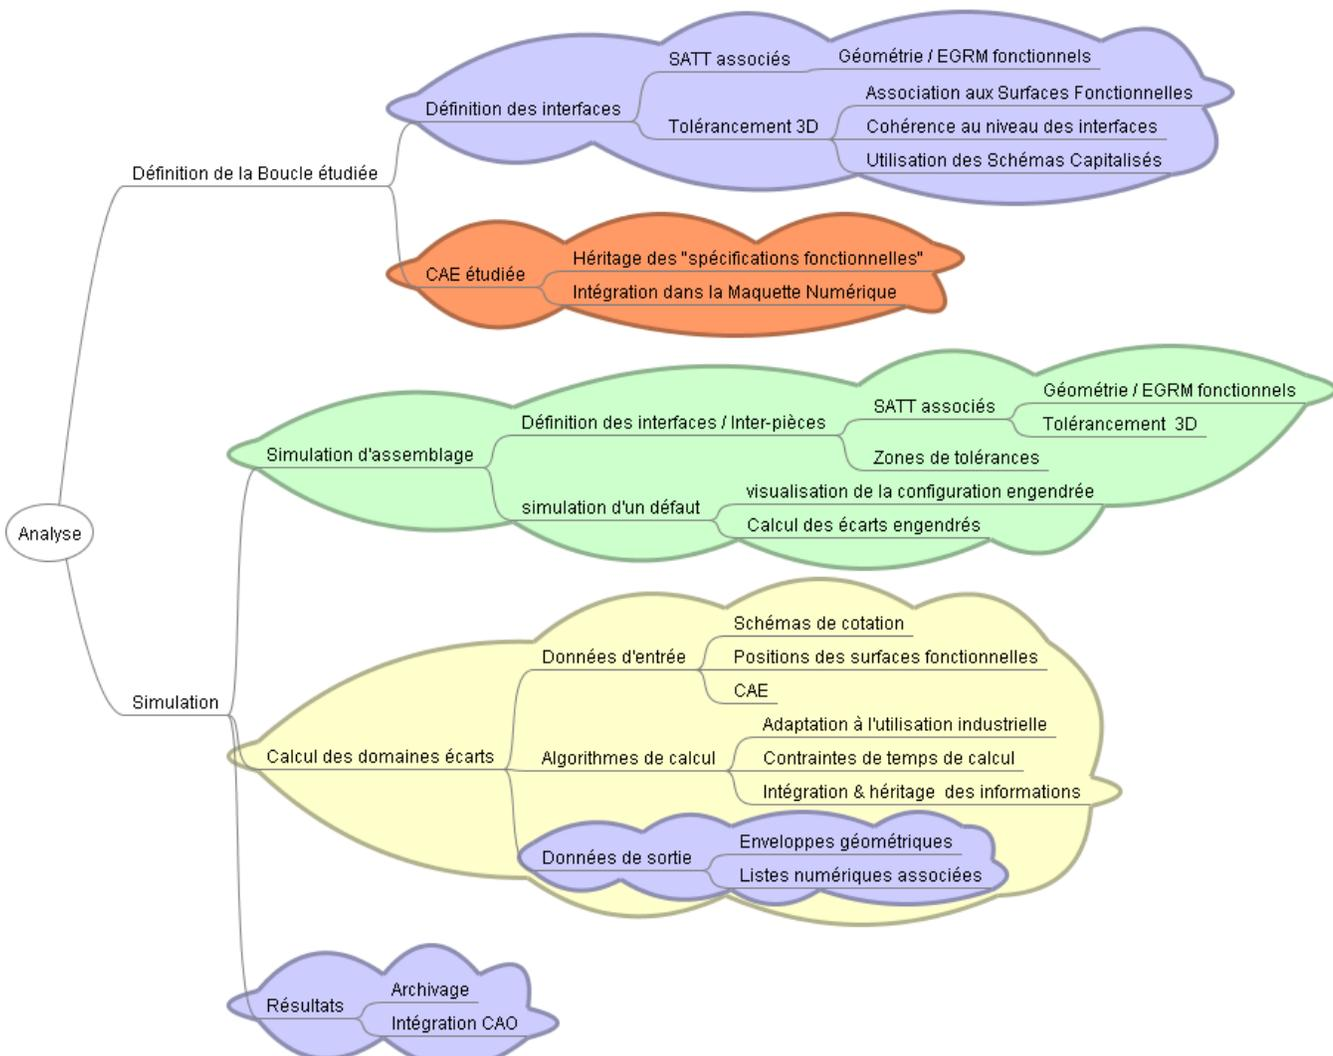 Analyse
Définition de la Boucle étudiée
Définition des interfaces
SATT associés
Géométrie / EGRM fonctionnels
Tolérancement 3D
Association aux Surfaces Fonctionnelles
Cohérence au niveau des interfaces
Utilisation des Schémas Capitalisés
CAE étudiée
Héritage des "spécifications fonctionnelles"
Intégration dans la Maquette Numérique
Simulation
Simulation d'assemblage
Définition des interfaces / Inter-pièces
SATT associés
Géométrie / EGRM fonctionnels
Tolérancement  3D
Zones de tolérances
simulation d'un défaut
visualisation de la configuration engendrée
Calcul des écarts engendrés
Calcul des domaines écarts
Données d'entrée
Schémas de cotation
Positions des surfaces fonctionnelles
CAE
Algorithmes de calcul
Adaptation à l'utilisation industrielle
Contraintes de temps de calcul
Intégration & héritage  des informations
Données de sortie
Enveloppes géométriques
Listes numériques associées
Résultats
Archivage
Intégration CAO